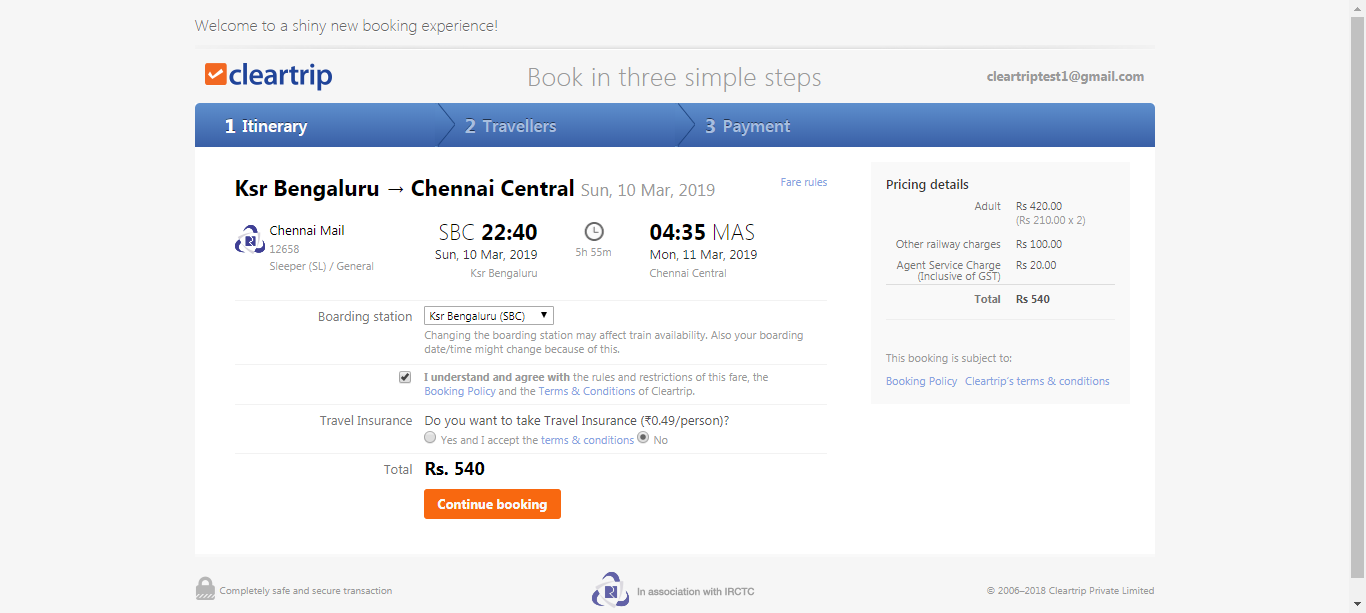 Welcome to a shiny new booking experience!
cleartrip
Book in three simple steps
cleartriptest1@gmail.com
1 Itinerary
2 Travellers
3 Payment
Ksr Bengaluru → Chennai Central Sun, 10 Mar, 2019
Fare rules
Chennai Mail
12658
Sleeper (SL) / General
SBC 22:40
Sun, 10 Mar, 2019
Ksr Bengaluru
5h 55m
04:35 MAS
Mon, 11 Mar, 2019
Chennai Central
Boarding station
Ksr Bengaluru (SBC)
Changing the boarding station may affect train availability. Also your boarding
date/time might change because of this.
I understand and agree with the rules and restrictions of this fare, the
Booking Policy and the Terms & Conditions of Cleartrip.
Travel Insurance
Do you want to take Travel Insurance (₹0.49/person)?
Yes and I accept the terms & conditions No
Total
Rs. 540
Continue booking
Pricing details
Adult Rs 420.00
(Rs 210.00 x 2)
Other railway charges Rs 100.00
Agent Service Charge Rs 20.00
(Inclusive of GST)
Total Rs 540
This booking is subject to:
Booking Policy Cleartrip's terms & conditions
Completely safe and secure transaction
In association with IRCTC
© 2006–2018 Cleartrip Private Limited